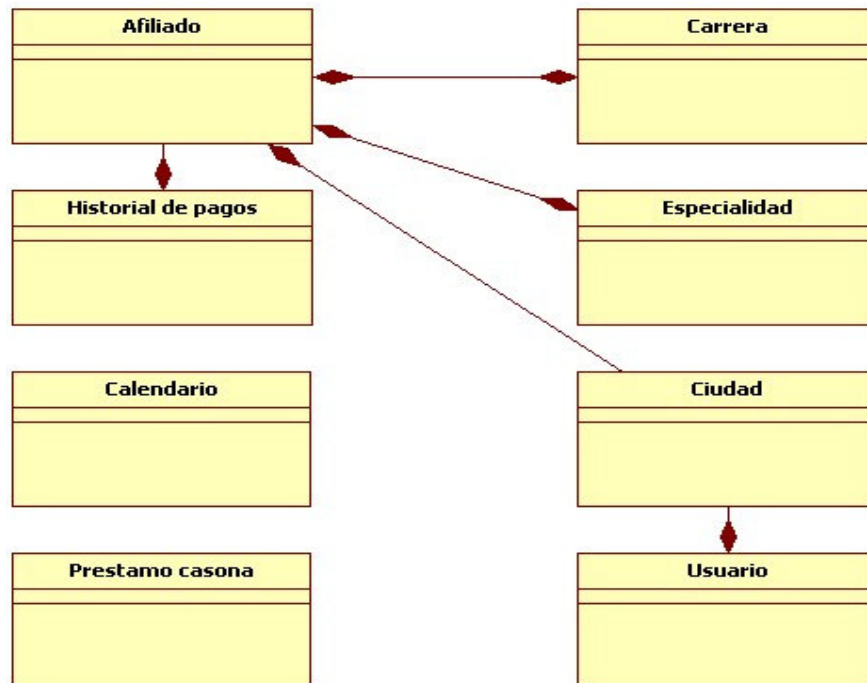 Afiliado
Carrera
Historial de pagos
Especialidad
Calendario
Ciudad
Prestamo casona
Usuario